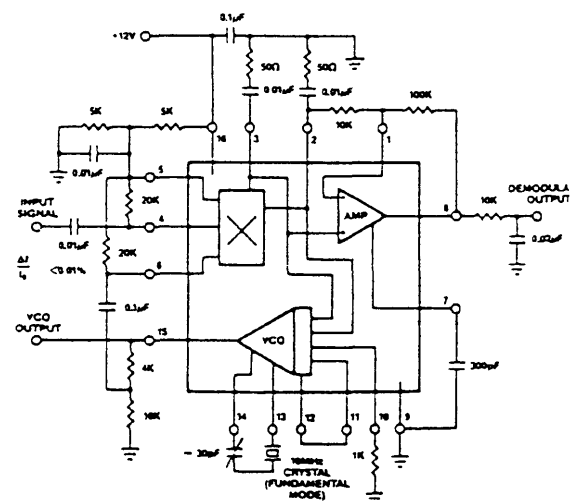 0.1µF
+12V
50Ω
50Ω
0.01µF
0.01µF
100K
10K
5K
5K
16
3
2
1
0.01µF
5
20K
INPUT
SIGNAL
4
0.01µF
20K
6
Δf
f₀
<0.01%
AMP
8
10K
DEMODULA
OUTPUT
0.02µF
7
300pF
0.1µF
VCO
OUTPUT
15
VCO
4K
16K
14
13
12
11
10
9
~ 30pF
1K
CRYSTAL
(FUNDAMENTAL
MODE)